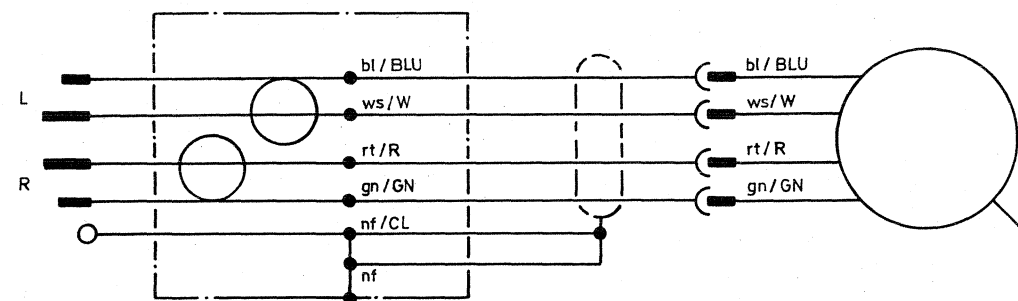 bl/BLU bl/BLU
L
ws/W ws/W
rt/R rt/R
R
gn/GN gn/GN
nf/CL
nf